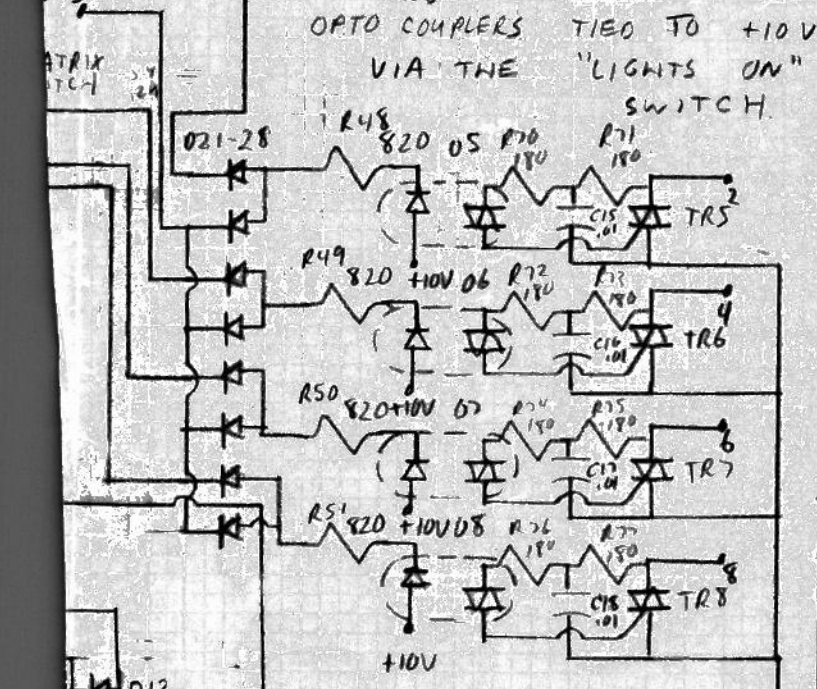 OPTO COUPLERS TIED TO +10V
VIA THE "LIGHTS ON"
SWITCH
ATRIX
ITCH
D21-28
R48
820
O5
R70
180
R71
180
C15
.01
TR5
2
R49
820
+10V
O6
R72
180
R73
180
C16
.01
TR6
4
R50
820
+10V
O7
R74
180
R75
180
C17
.01
TR7
6
R51
820
+10V
O8
R76
180
R77
180
C18
.01
TR8
8
+10V
D12